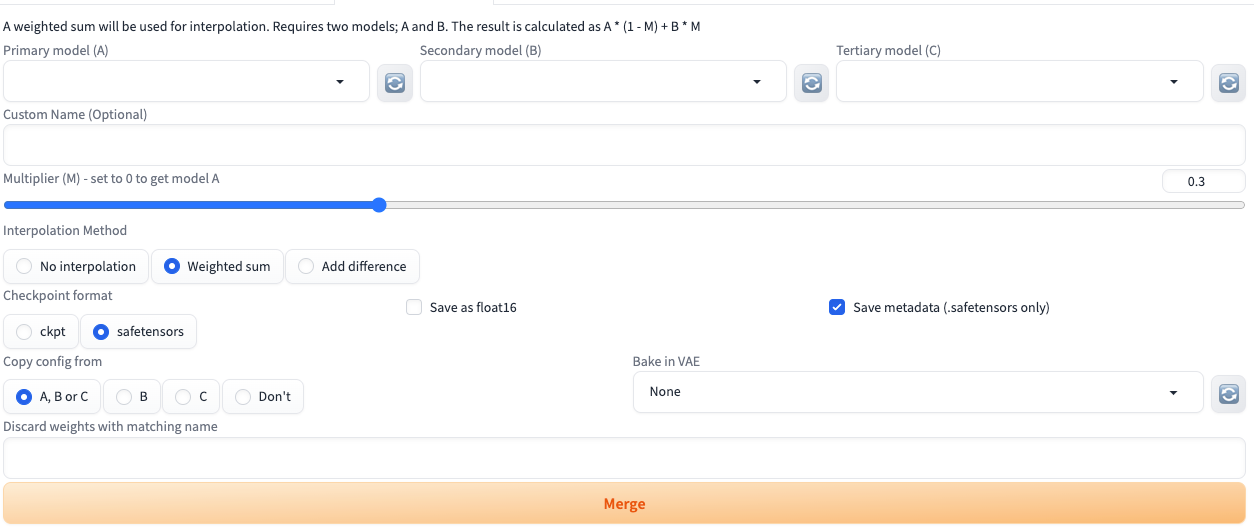 A weighted sum will be used for interpolation. Requires two models; A and B. The result is calculated as A * (1 - M) + B * M
Primary model (A) Secondary model (B) Tertiary model (C)
Custom Name (Optional)
Multiplier (M) - set to 0 to get model A 0.3
Interpolation Method
No interpolation Weighted sum Add difference
Checkpoint format
Save as float16 Save metadata (.safetensors only)
ckpt safetensors
Copy config from Bake in VAE
A, B or C B C Don't None
Discard weights with matching name
Merge